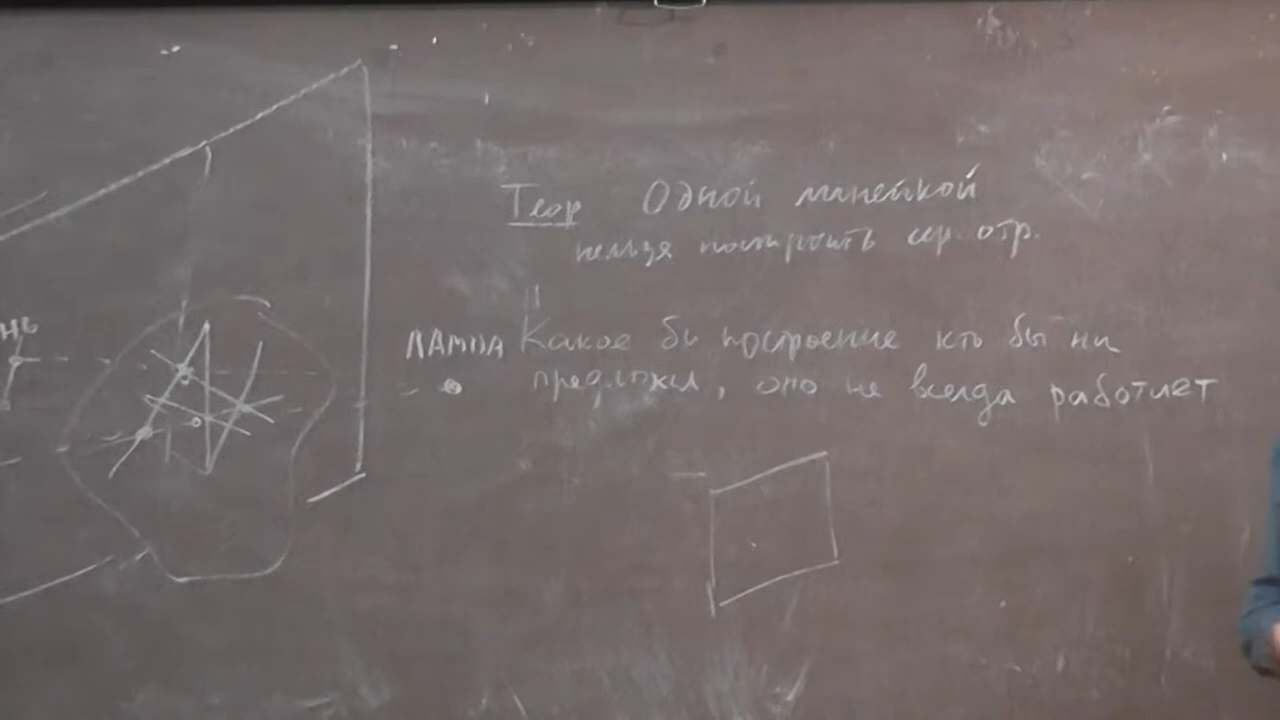 нь
Теор Одной линейкой
нельзя построить сер. отр.
ЛАМПА Какое бы построение кто бы ни
предложил, оно не всегда работает